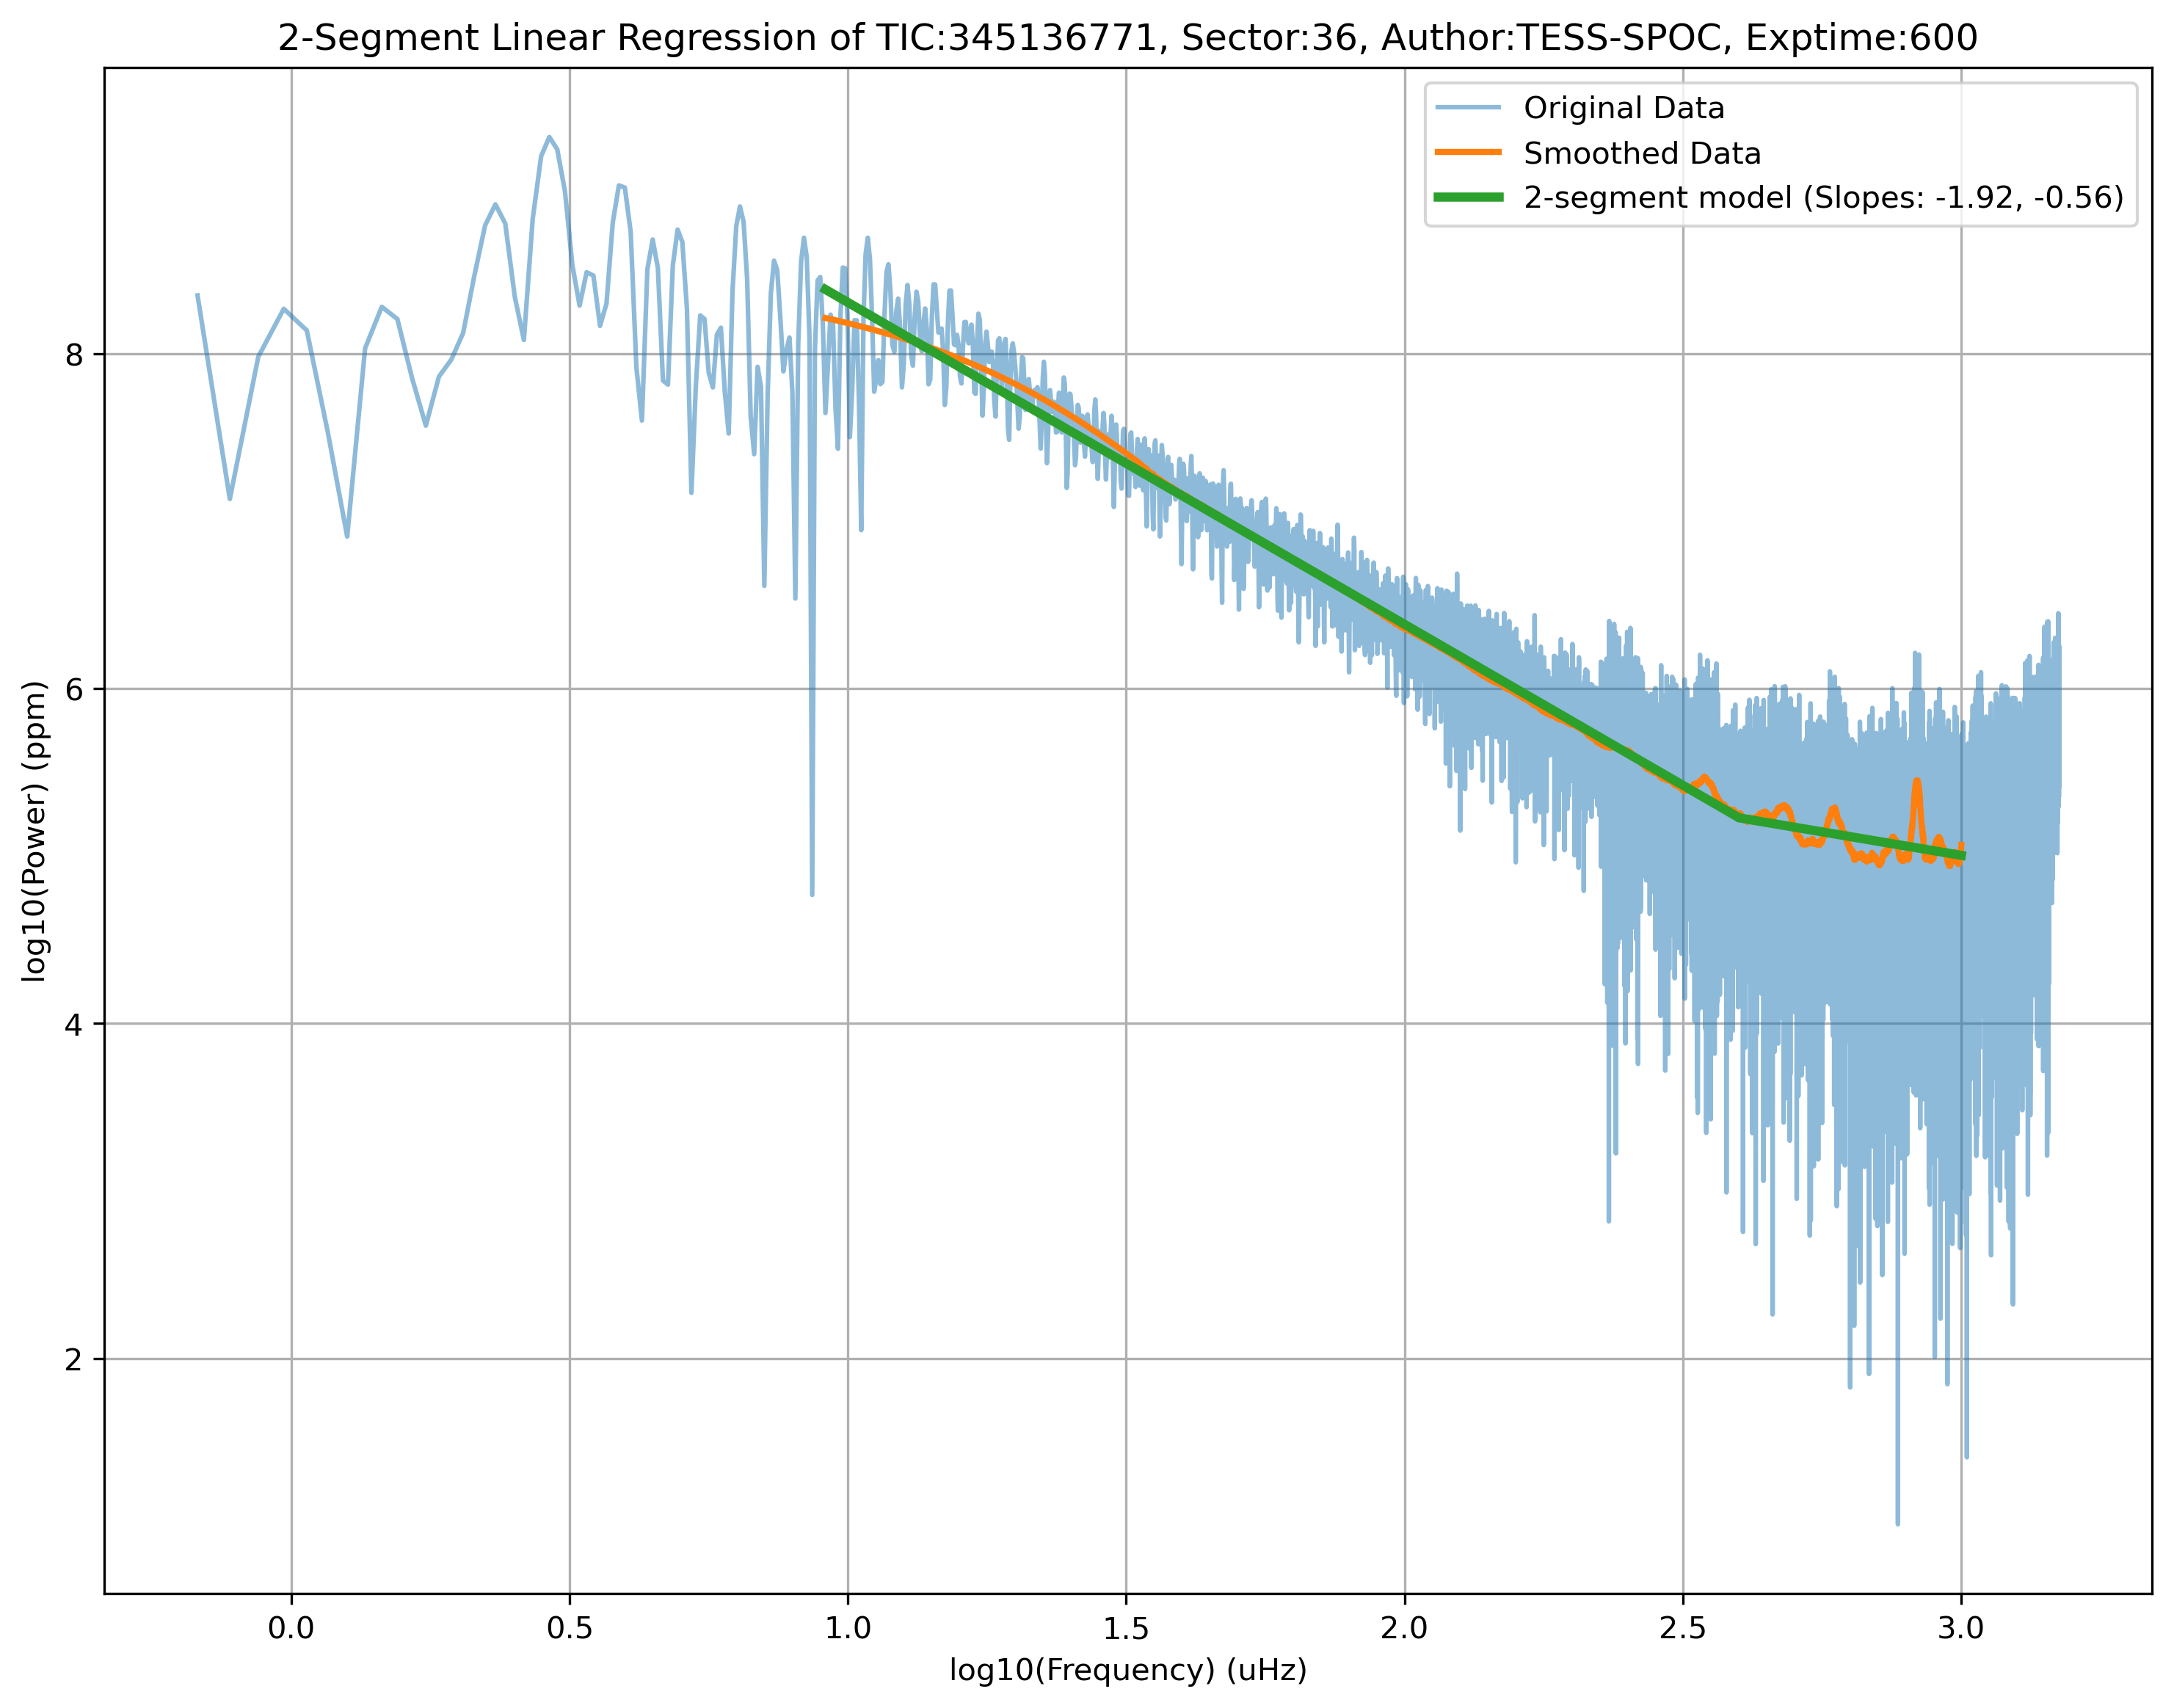 2-Segment Linear Regression of TIC:345136771, Sector:36, Author:TESS-SPOC, Exptime:600
Original Data
Smoothed Data
2-segment model (Slopes: -1.92, -0.56)
log10(Power) (ppm)
8
6
4
2
0.0 0.5 1.0 1.5 2.0 2.5 3.0
log10(Frequency) (uHz)